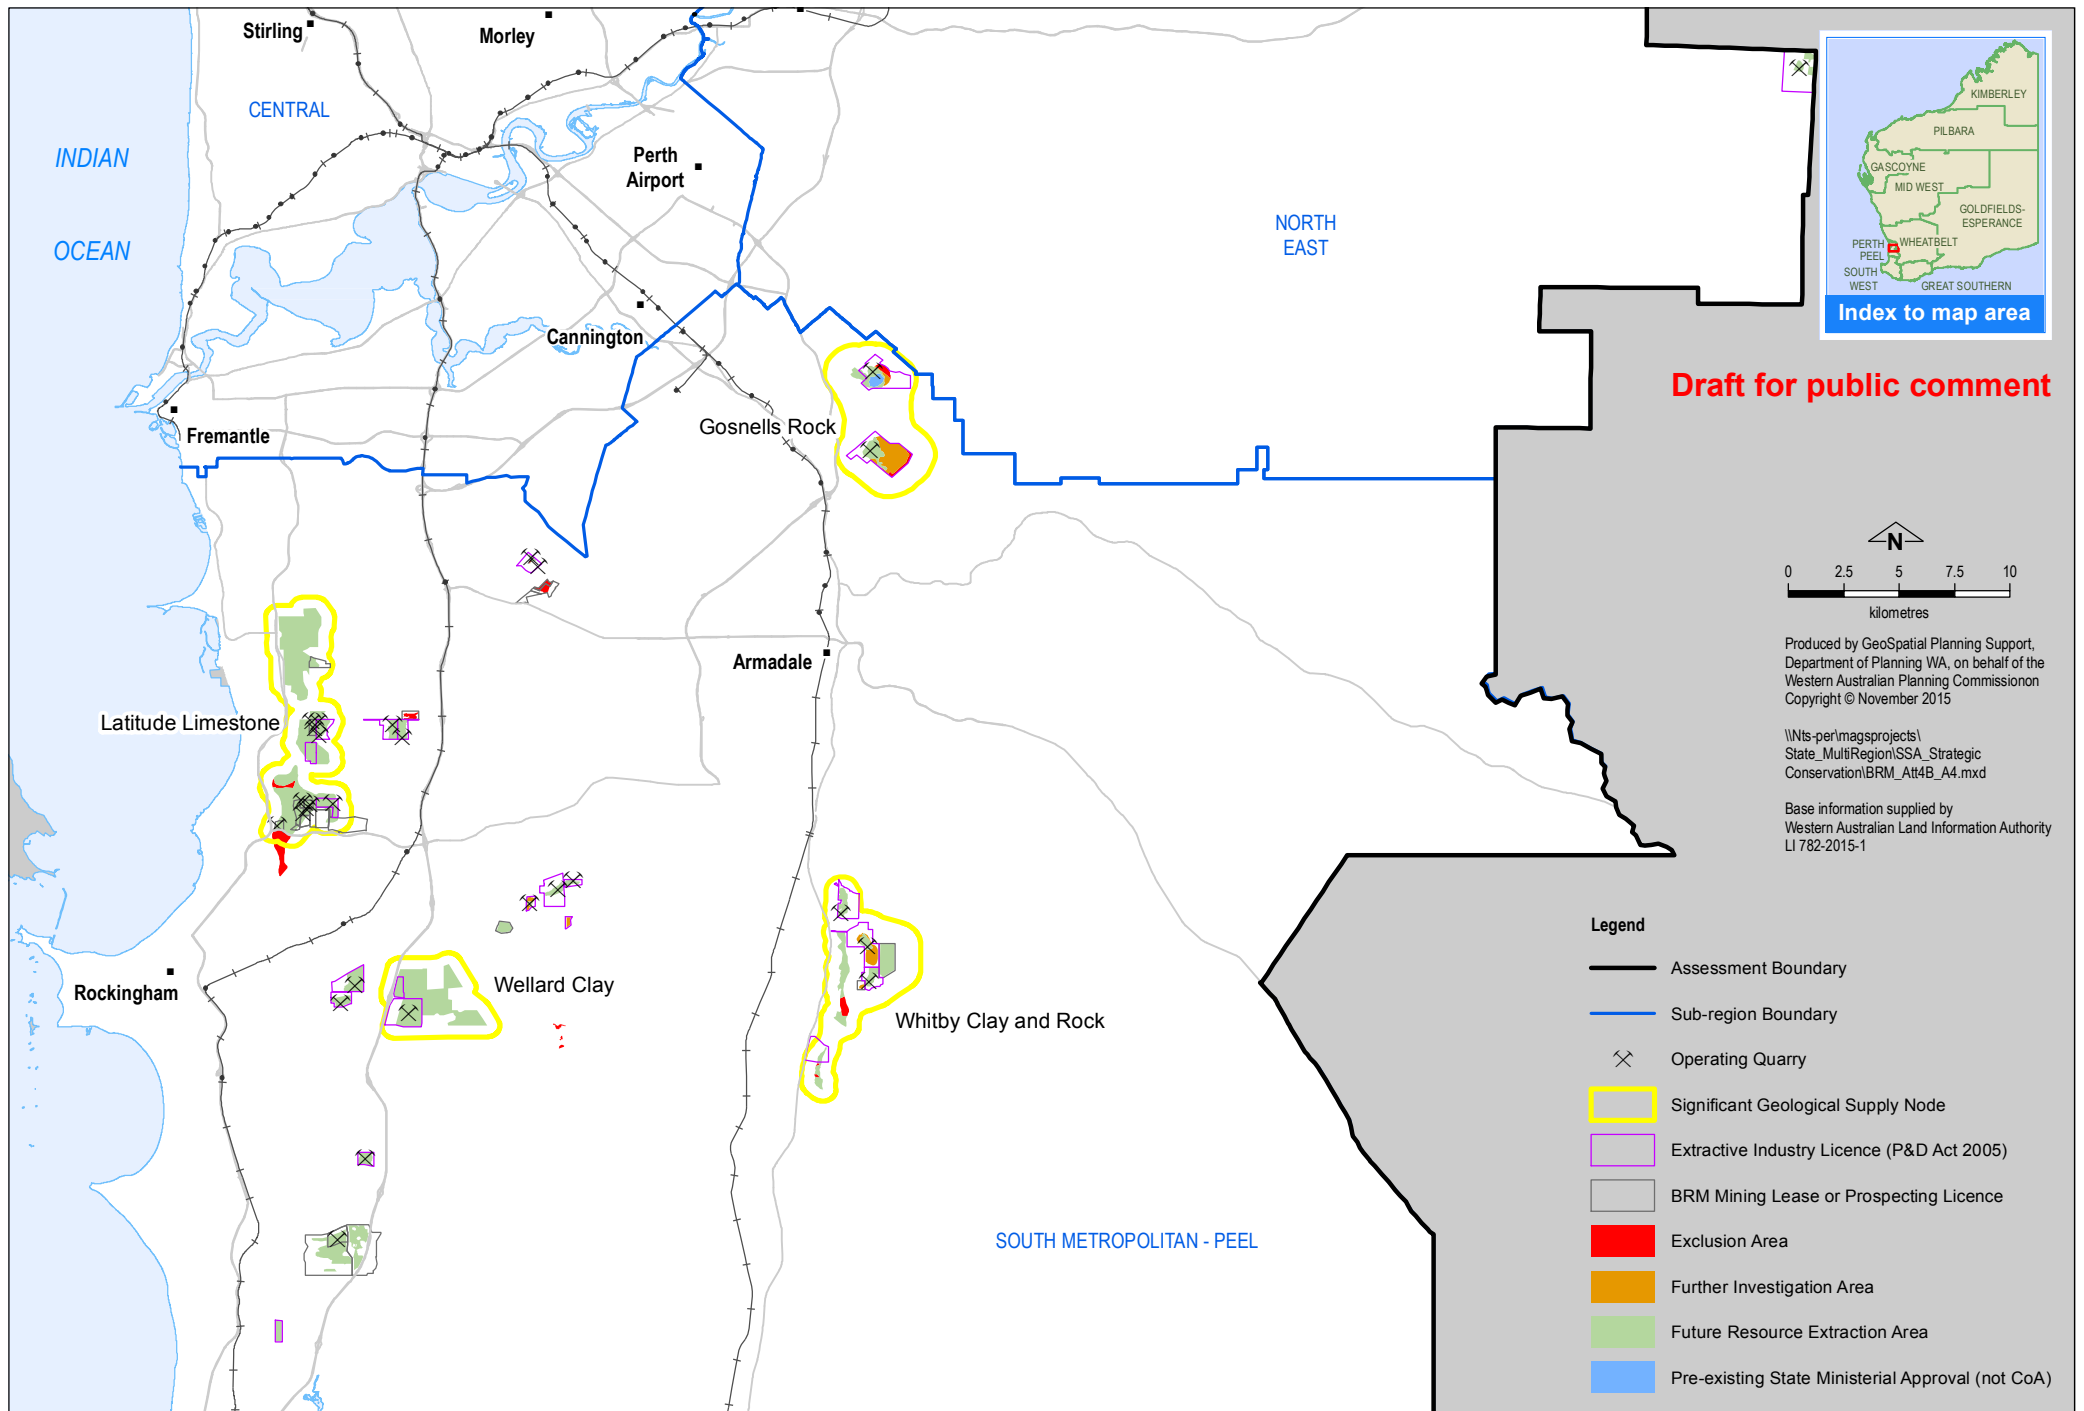 Stirling
Morley
CENTRAL
INDIAN
OCEAN
Perth
Airport
NORTH
EAST
Cannington
Fremantle
Gosnells Rock
Armadale
Latitude Limestone
Rockingham
Wellard Clay
Whitby Clay and Rock
SOUTH METROPOLITAN - PEEL
KIMBERLEY
PILBARA
GASCOYNE
MID WEST
GOLDFIELDS-
ESPERANCE
PERTH
PEEL
WHEATBELT
SOUTH
WEST
GREAT SOUTHERN
Index to map area
Draft for public comment
N
0 2.5 5 7.5 10
kilometres
Produced by GeoSpatial Planning Support,
Department of Planning WA, on behalf of the
Western Australian Planning Commissionon
Copyright © November 2015
\\Nts-per\magsprojects\
State_MultiRegion\SSA_Strategic
Conservation\BRM_Att4B_A4.mxd
Base information supplied by
Western Australian Land Information Authority
LI 782-2015-1
Legend
Assessment Boundary
Sub-region Boundary
Operating Quarry
Significant Geological Supply Node
Extractive Industry Licence (P&D Act 2005)
BRM Mining Lease or Prospecting Licence
Exclusion Area
Further Investigation Area
Future Resource Extraction Area
Pre-existing State Ministerial Approval (not CoA)